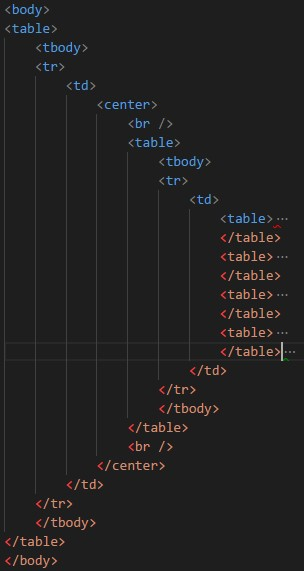 <body>
<table>
<tbody>
<tr>
<td>
<center>
<br />
<table>
<tbody>
<tr>
<td>
<table>···
</table>
<table>···
</table>
<table>···
</table>
<table>···
</table>···
</td>
</tr>
</tbody>
</table>
<br />
</center>
</td>
</tr>
</tbody>
</table>
</body>